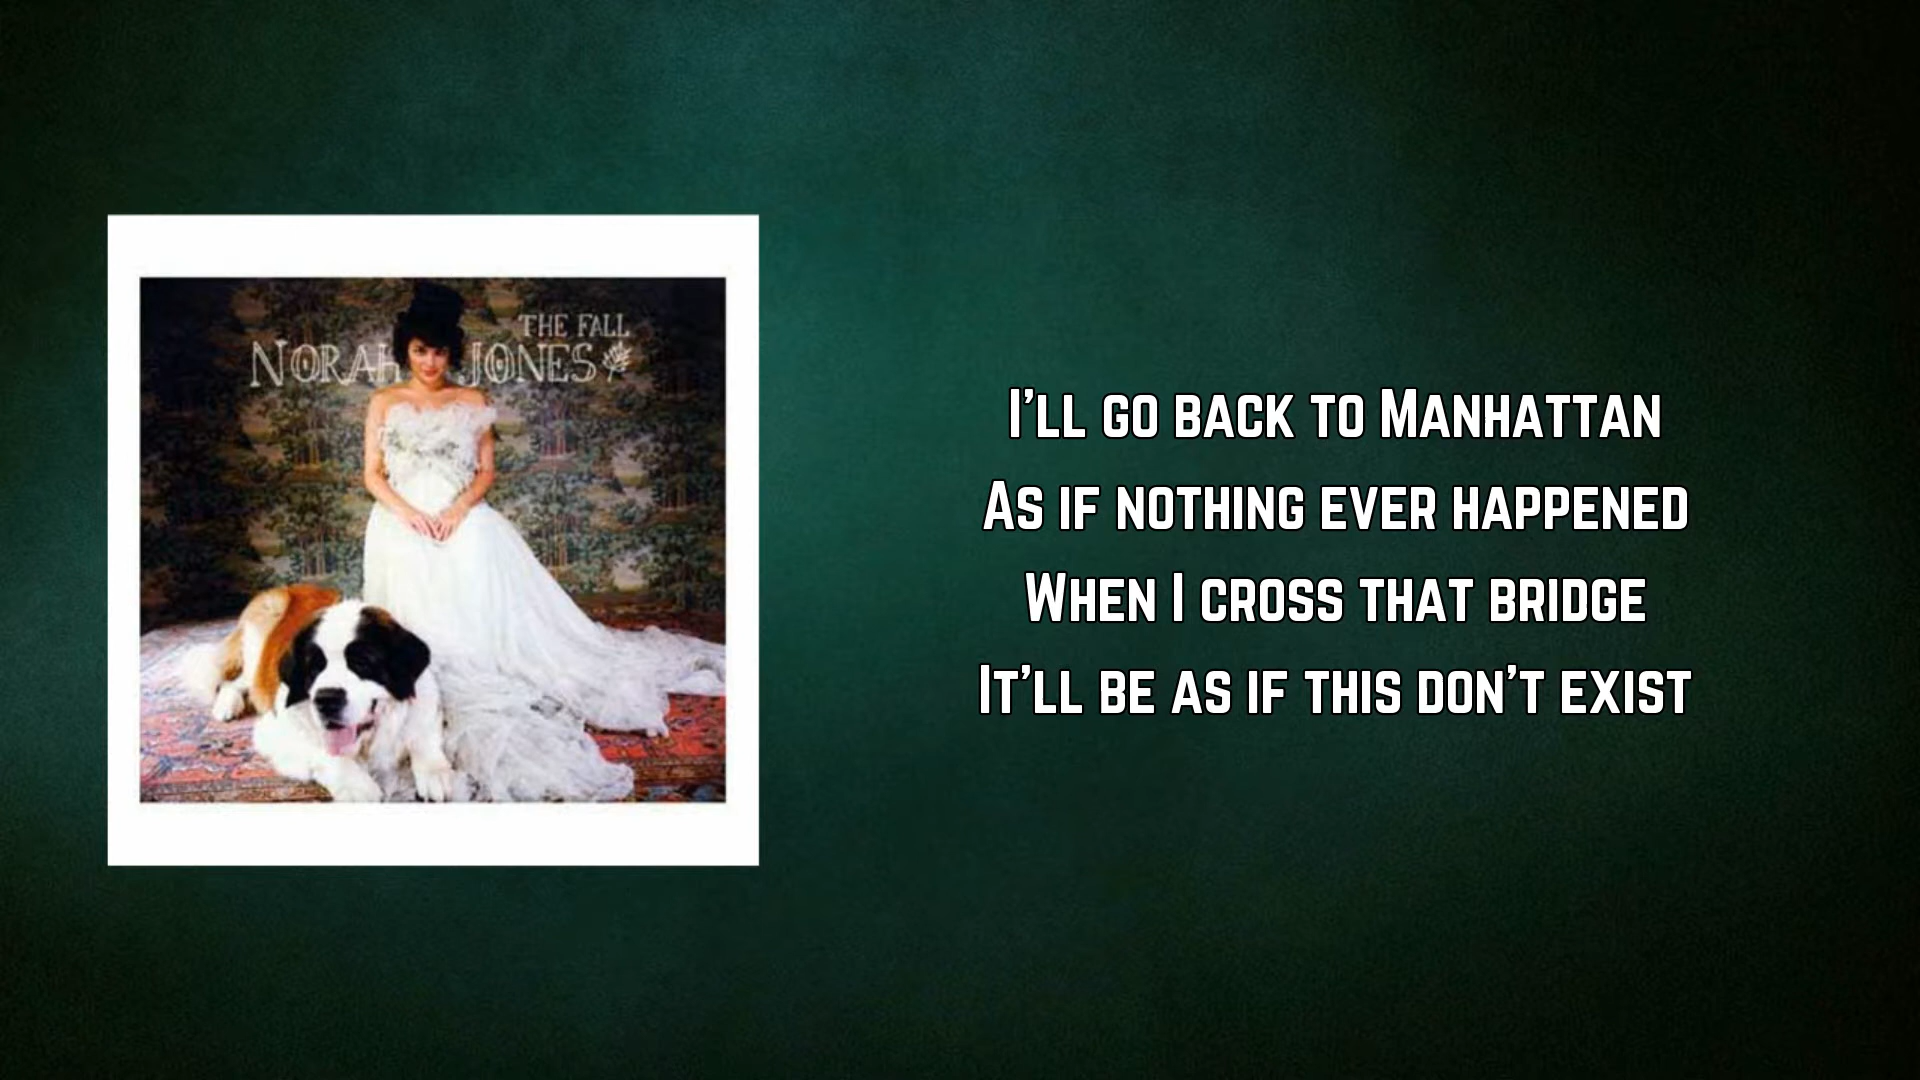 THE FALL
NORAH JONES
I'LL GO BACK TO MANHATTAN
AS IF NOTHING EVER HAPPENED
WHEN I CROSS THAT BRIDGE
IT'LL BE AS IF THIS DON'T EXIST